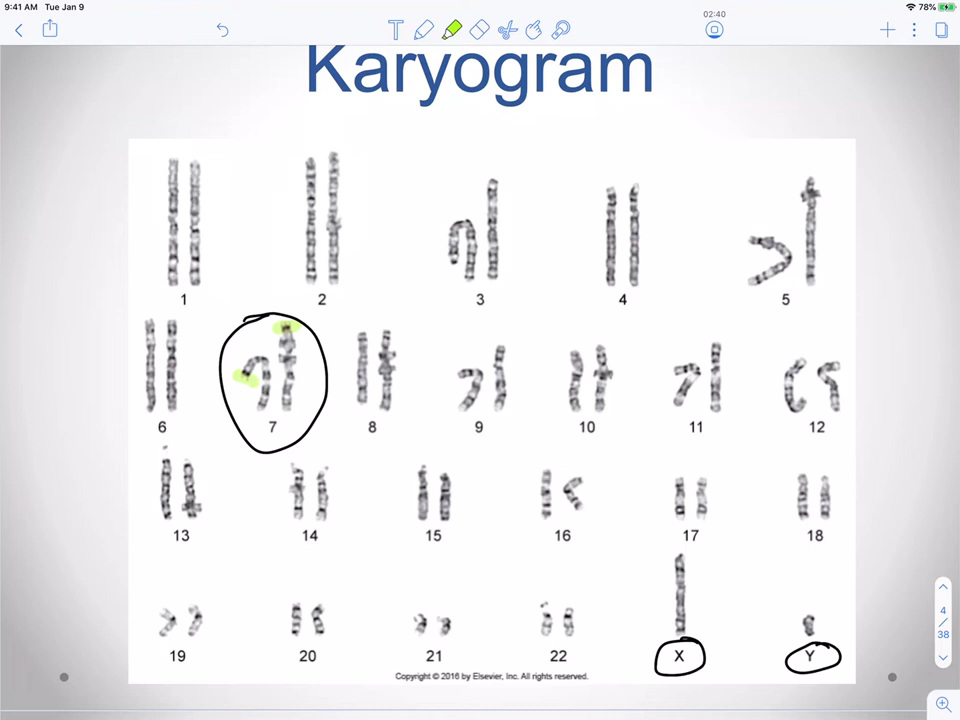 9:41 AM Tue Jan 9
78%
02:40
T
Karyogram
1 2 3 4 5
6 7 8 9 10 11 12
13 14 15 16 17 18
19 20 21 22 X Y
Copyright © 2016 by Elsevier, Inc. All rights reserved.
4
/
38